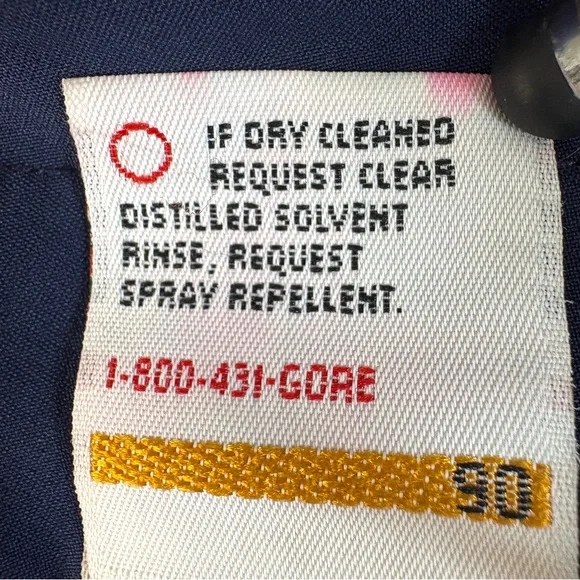 IF DRY CLEANED
REQUEST CLEAR
DISTILLED SOLVENT
RINSE, REQUEST
SPRAY REPELLENT.
1-800-431-GORE
90